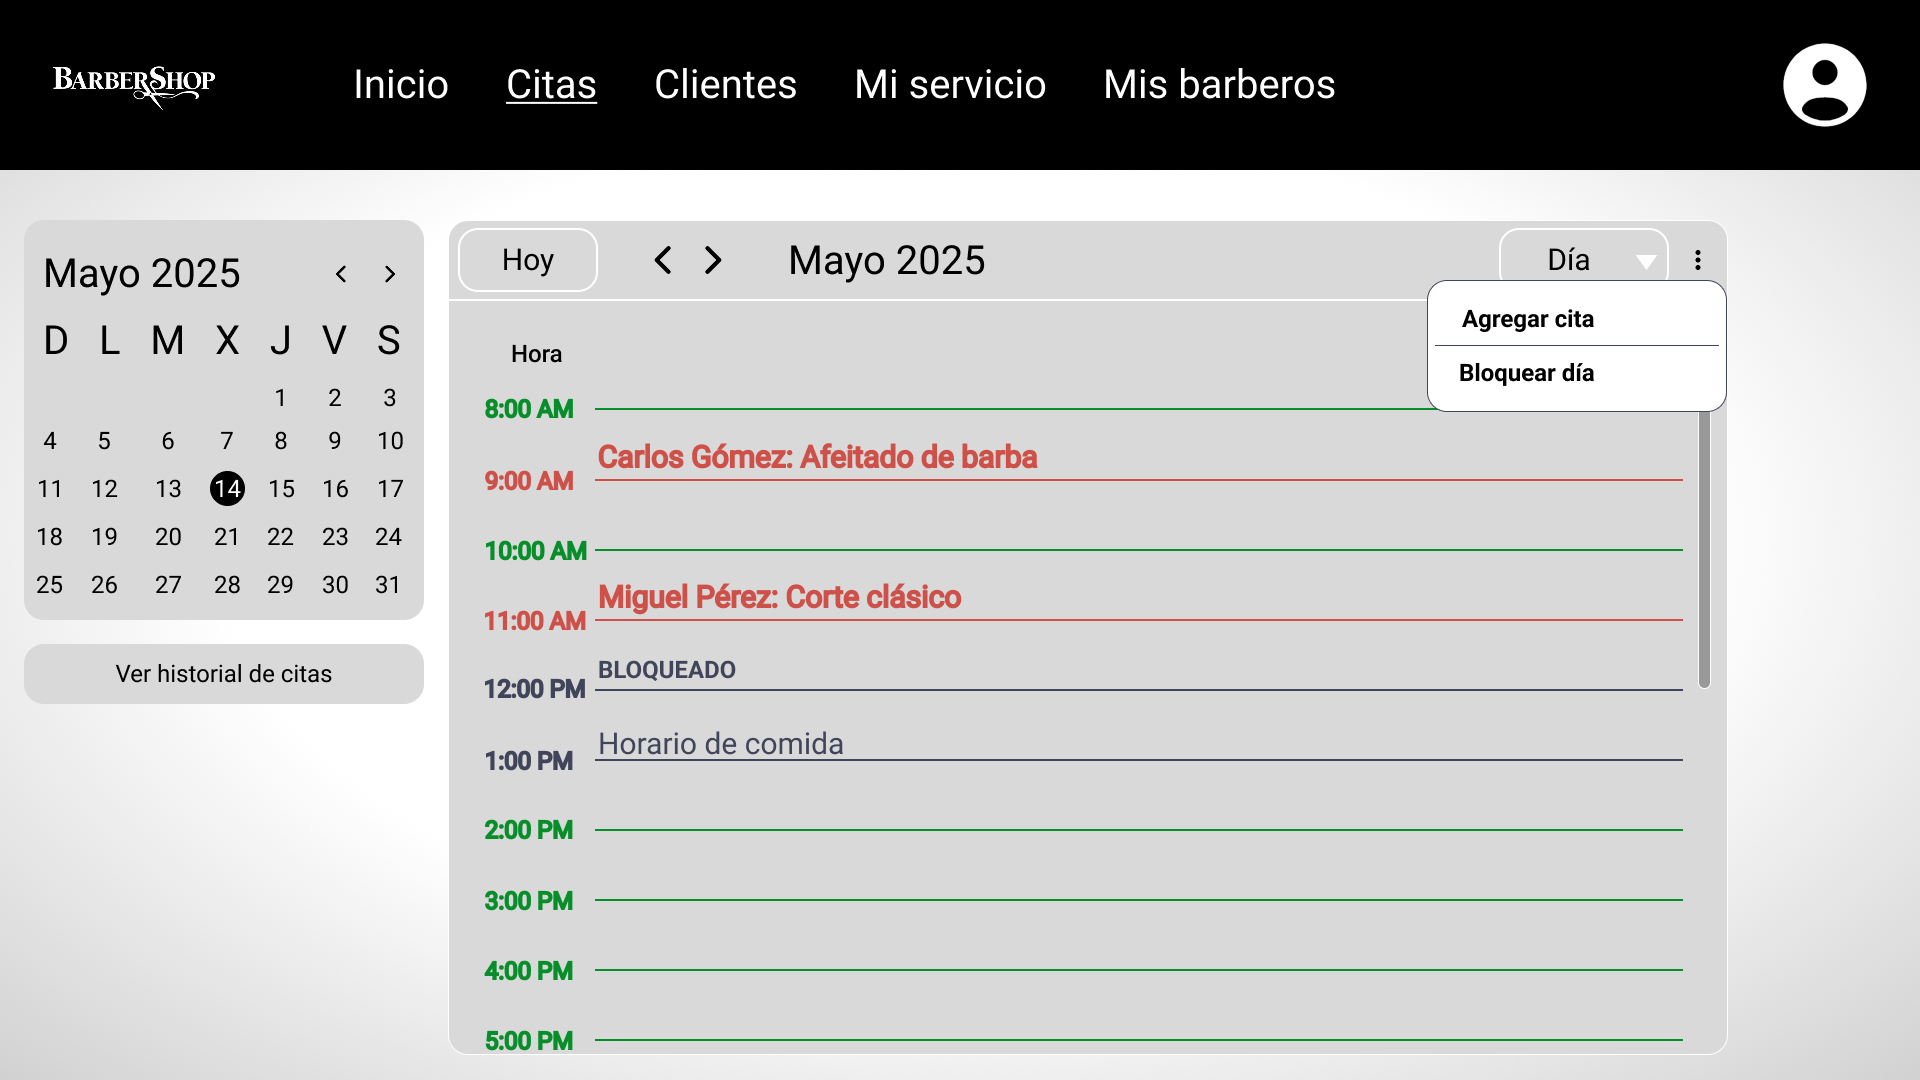 BARBERSHOP
Inicio Citas Clientes Mi servicio Mis barberos
Mayo 2025
D L M X J V S
1 2 3
4 5 6 7 8 9 10
11 12 13 14 15 16 17
18 19 20 21 22 23 24
25 26 27 28 29 30 31
Ver historial de citas
Hoy Mayo 2025 Día
Agregar cita
Bloquear día
Hora
8:00 AM
9:00 AM Carlos Gómez: Afeitado de barba
10:00 AM
11:00 AM Miguel Pérez: Corte clásico
12:00 PM BLOQUEADO
1:00 PM Horario de comida
2:00 PM
3:00 PM
4:00 PM
5:00 PM